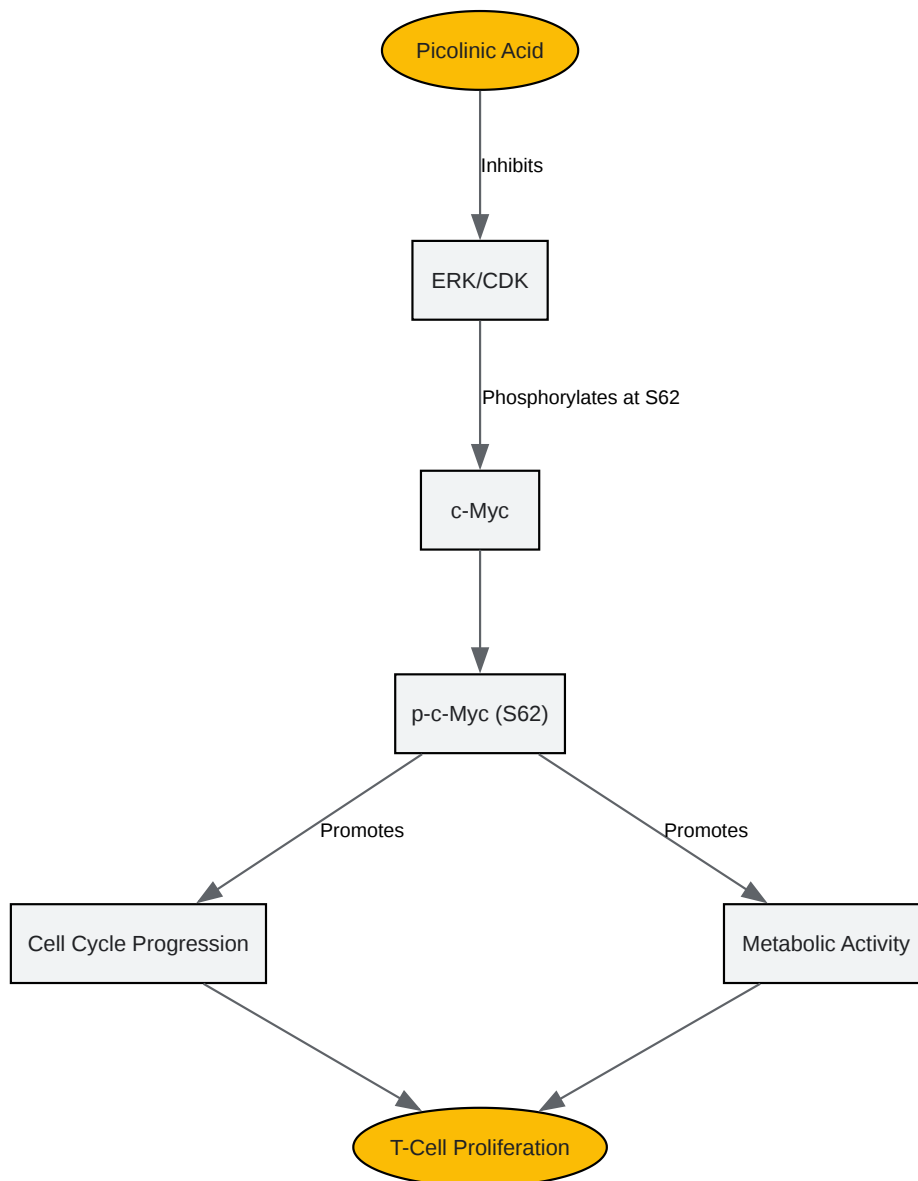 Picolinic Acid
Inhibits
ERK/CDK
Phosphorylates at S62
c-Myc
p-c-Myc (S62)
Promotes
Promotes
Cell Cycle Progression
Metabolic Activity
T-Cell Proliferation